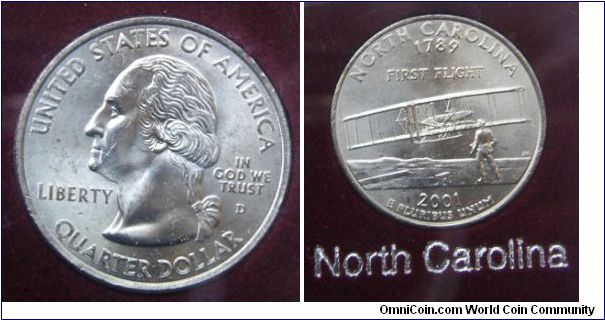 UNITED STATES OF AMERICA
LIBERTY
IN
GOD WE
TRUST
D
QUARTER DOLLAR
NORTH CAROLINA
1789
FIRST FLIGHT
2001
E PLURIBUS UNUM
North Carolina
OmniCoin.com World Coin Community